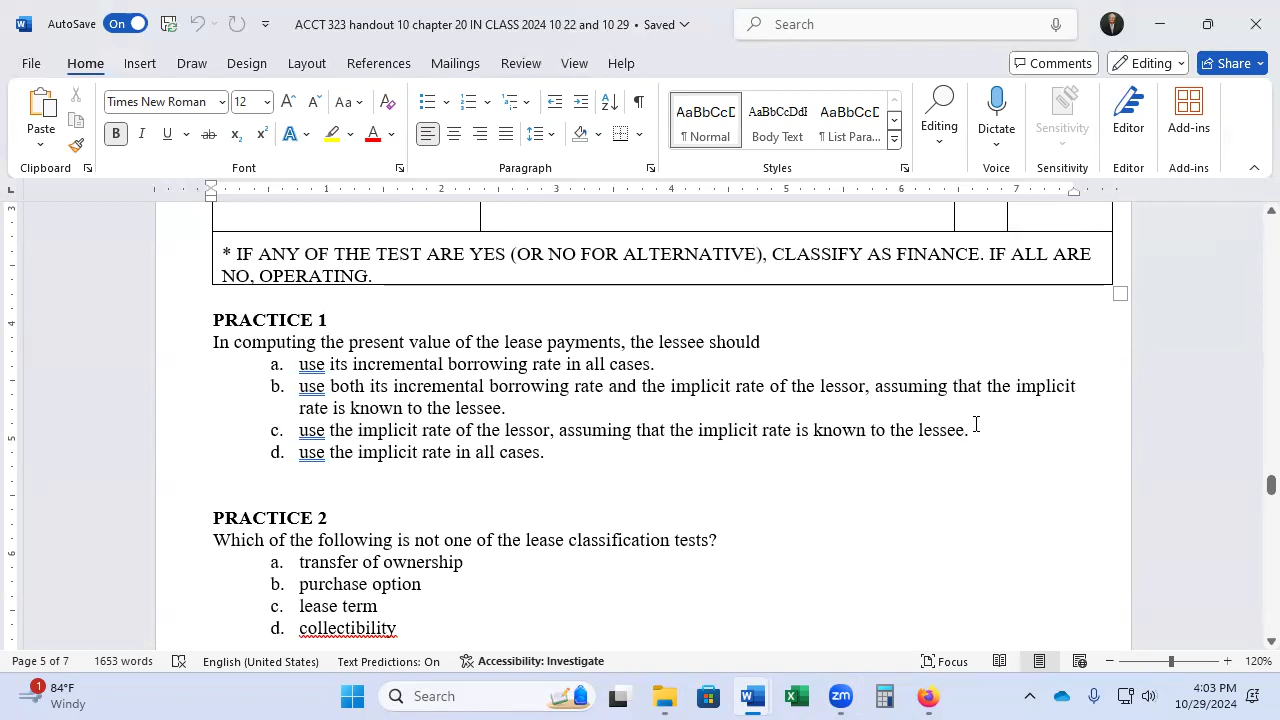 AutoSave On ACCT 323 handout 10 chapter 20 IN CLASS 2024 10 22 and 10 29 • Saved Search
File Home Insert Draw Design Layout References Mailings Review View Help Comments Editing Share
Paste Times New Roman 12 Aa AaBbCcD AaBbCcDdI AaBbCcD Editing Dictate Sensitivity Editor Add-ins
¶ Normal Body Text ¶ List Para...
Clipboard Font Paragraph Styles Voice Sensitivity Editor Add-ins
1 2 3 4 5 6 7
* IF ANY OF THE TEST ARE YES (OR NO FOR ALTERNATIVE), CLASSIFY AS FINANCE. IF ALL ARE
NO, OPERATING.
PRACTICE 1
In computing the present value of the lease payments, the lessee should
a. use its incremental borrowing rate in all cases.
b. use both its incremental borrowing rate and the implicit rate of the lessor, assuming that the implicit
rate is known to the lessee.
c. use the implicit rate of the lessor, assuming that the implicit rate is known to the lessee.
d. use the implicit rate in all cases.
PRACTICE 2
Which of the following is not one of the lease classification tests?
a. transfer of ownership
b. purchase option
c. lease term
d. collectibility
Page 5 of 7 1653 words English (United States) Text Predictions: On Accessibility: Investigate Focus 120%
1 84°F
Windy
Search
4:03 PM
10/29/2024